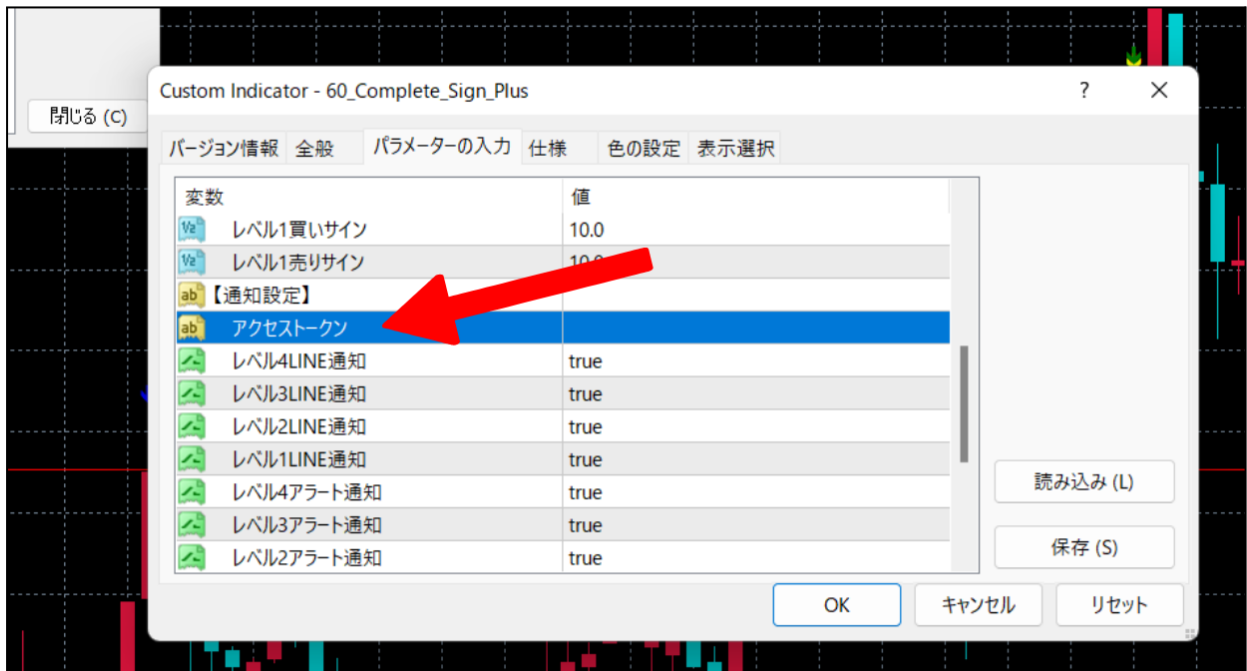 閉じる (C)
Custom Indicator - 60_Complete_Sign_Plus
? ×
バージョン情報 全般 パラメーターの入力 仕様 色の設定 表示選択
変数 値
レベル1買いサイン 10.0
レベル1売りサイン
ab 【通知設定】
ab アクセストークン
レベル4LINE通知 true
レベル3LINE通知 true
レベル2LINE通知 true
レベル1LINE通知 true
レベル4アラート通知 true
レベル3アラート通知 true
レベル2アラート通知 true
読み込み (L)
保存 (S)
OK キャンセル リセット